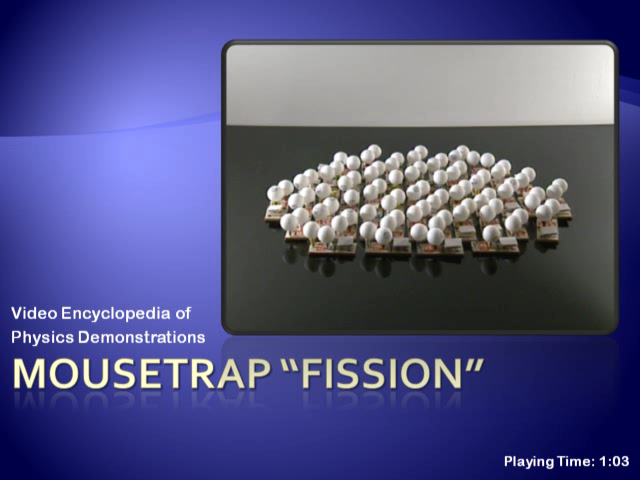 Video Encyclopedia of
Physics Demonstrations
MOUSETRAP “FISSION”
Playing Time: 1:03